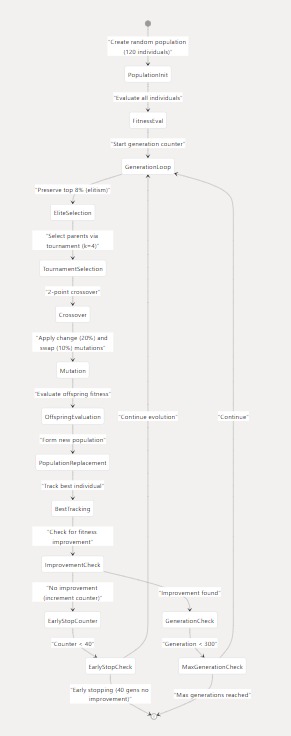 "Create random population
(120 individuals)"
PopulationInit
"Evaluate all individuals"
FitnessEval
"Start generation counter"
GenerationLoop
"Preserve top 8% (elitism)"
EliteSelection
"Select parents via
tournament (k=4)"
TournamentSelection
"2-point crossover"
Crossover
"Apply change (20%) and
swap (10%) mutations"
Mutation
"Evaluate offspring fitness"
OffspringEvaluation
"Continue evolution"
"Continue"
"Form new population"
PopulationReplacement
"Track best individual"
BestTracking
"Check for fitness
improvement"
ImprovementCheck
"No improvement
(increment counter)"
"Improvement found"
EarlyStopCounter
GenerationCheck
"Counter < 40"
"Generation < 300"
EarlyStopCheck
MaxGenerationCheck
"Early stopping (40 gens no
improvement)"
"Max generations reached"